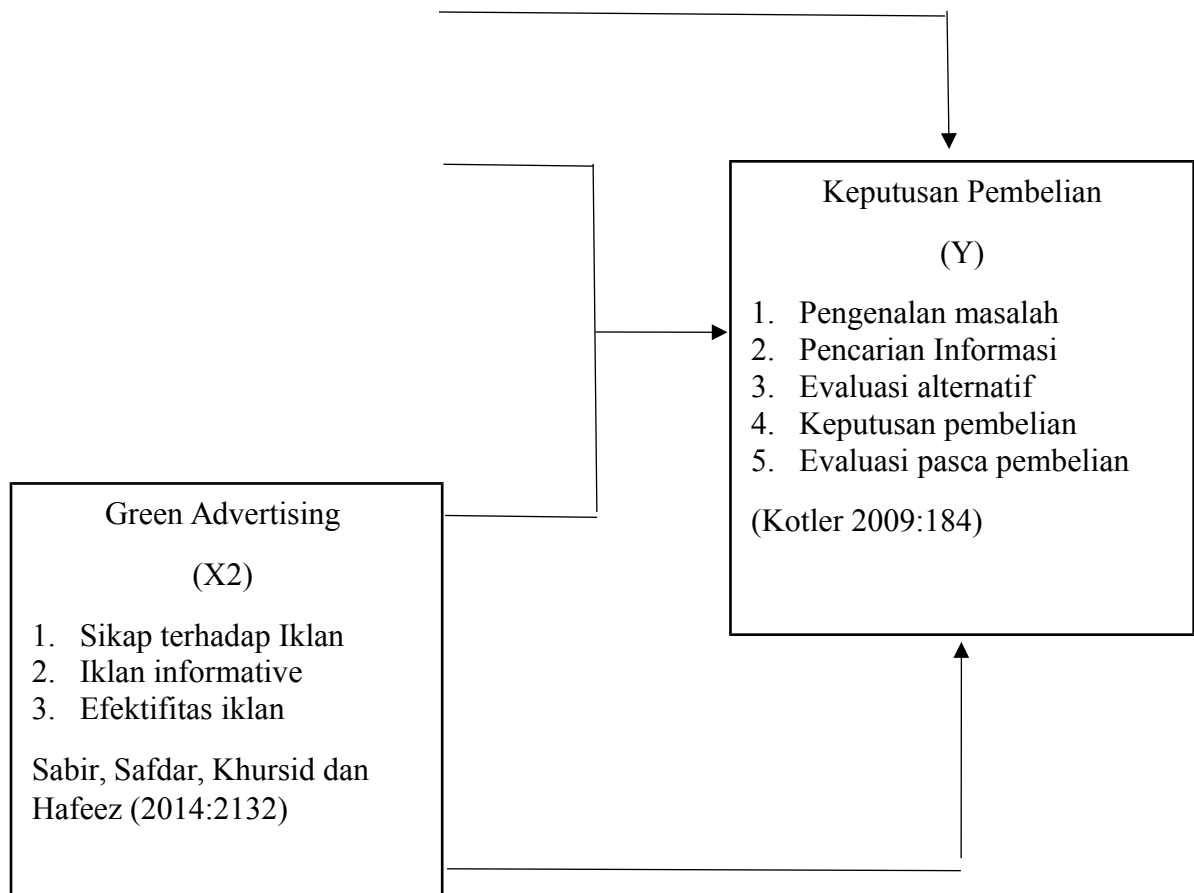 Keputusan Pembelian
(Y)
1. Pengenalan masalah
2. Pencarian Informasi
3. Evaluasi alternatif
4. Keputusan pembelian
5. Evaluasi pasca pembelian
(Kotler 2009:184)
Green Advertising
(X2)
1. Sikap terhadap Iklan
2. Iklan informative
3. Efektifitas iklan
Sabir, Safdar, Khursid dan
Hafeez (2014:2132)